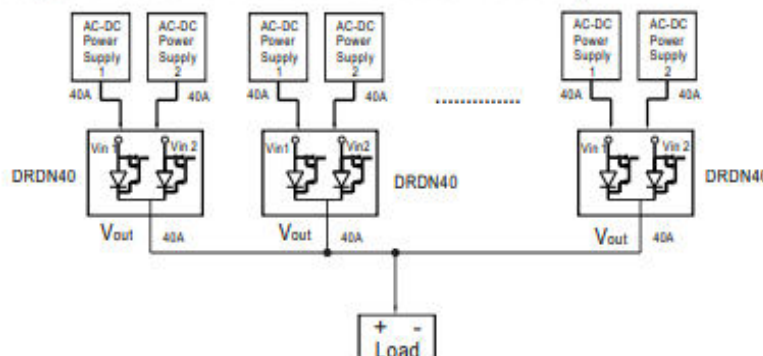 AC-DC
Power
Supply
1
AC-DC
Power
Supply
2
AC-DC
Power
Supply
1
AC-DC
Power
Supply
2
AC-DC
Power
Supply
1
AC-DC
Power
Supply
2
40A
40A
40A
40A
40A
40A
Vin 1
Vin 2
Vin1
Vin2
Vin 1
Vin 2
DRDN40
DRDN40
DRDN40
Vout
40A
Vout
40A
Vout
40A
+ -
Load